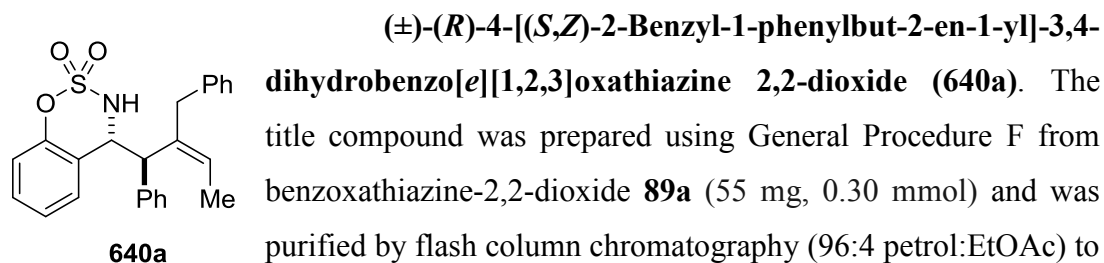 O O
S
O NH
Ph
Ph
Me
640a
(±)-(R)-4-[(S,Z)-2-Benzyl-1-phenylbut-2-en-1-yl]-3,4-
dihydrobenzo[e][1,2,3]oxathiazine 2,2-dioxide (640a). The
title compound was prepared using General Procedure F from
benzoxathiazine-2,2-dioxide 89a (55 mg, 0.30 mmol) and was
purified by flash column chromatography (96:4 petrol:EtOAc) to